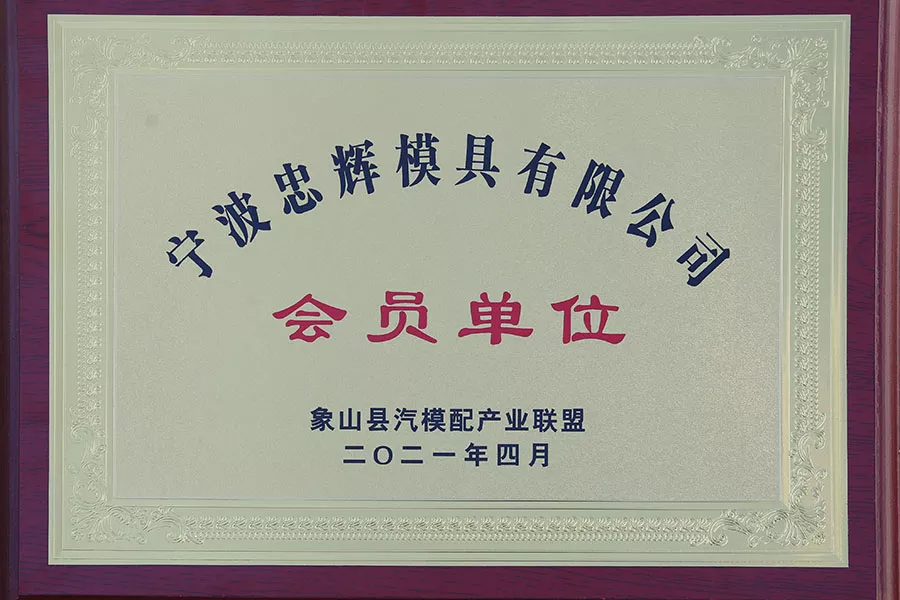 宁波忠辉模具有限公司
会员单位
象山县汽模配产业联盟
二〇二一年四月